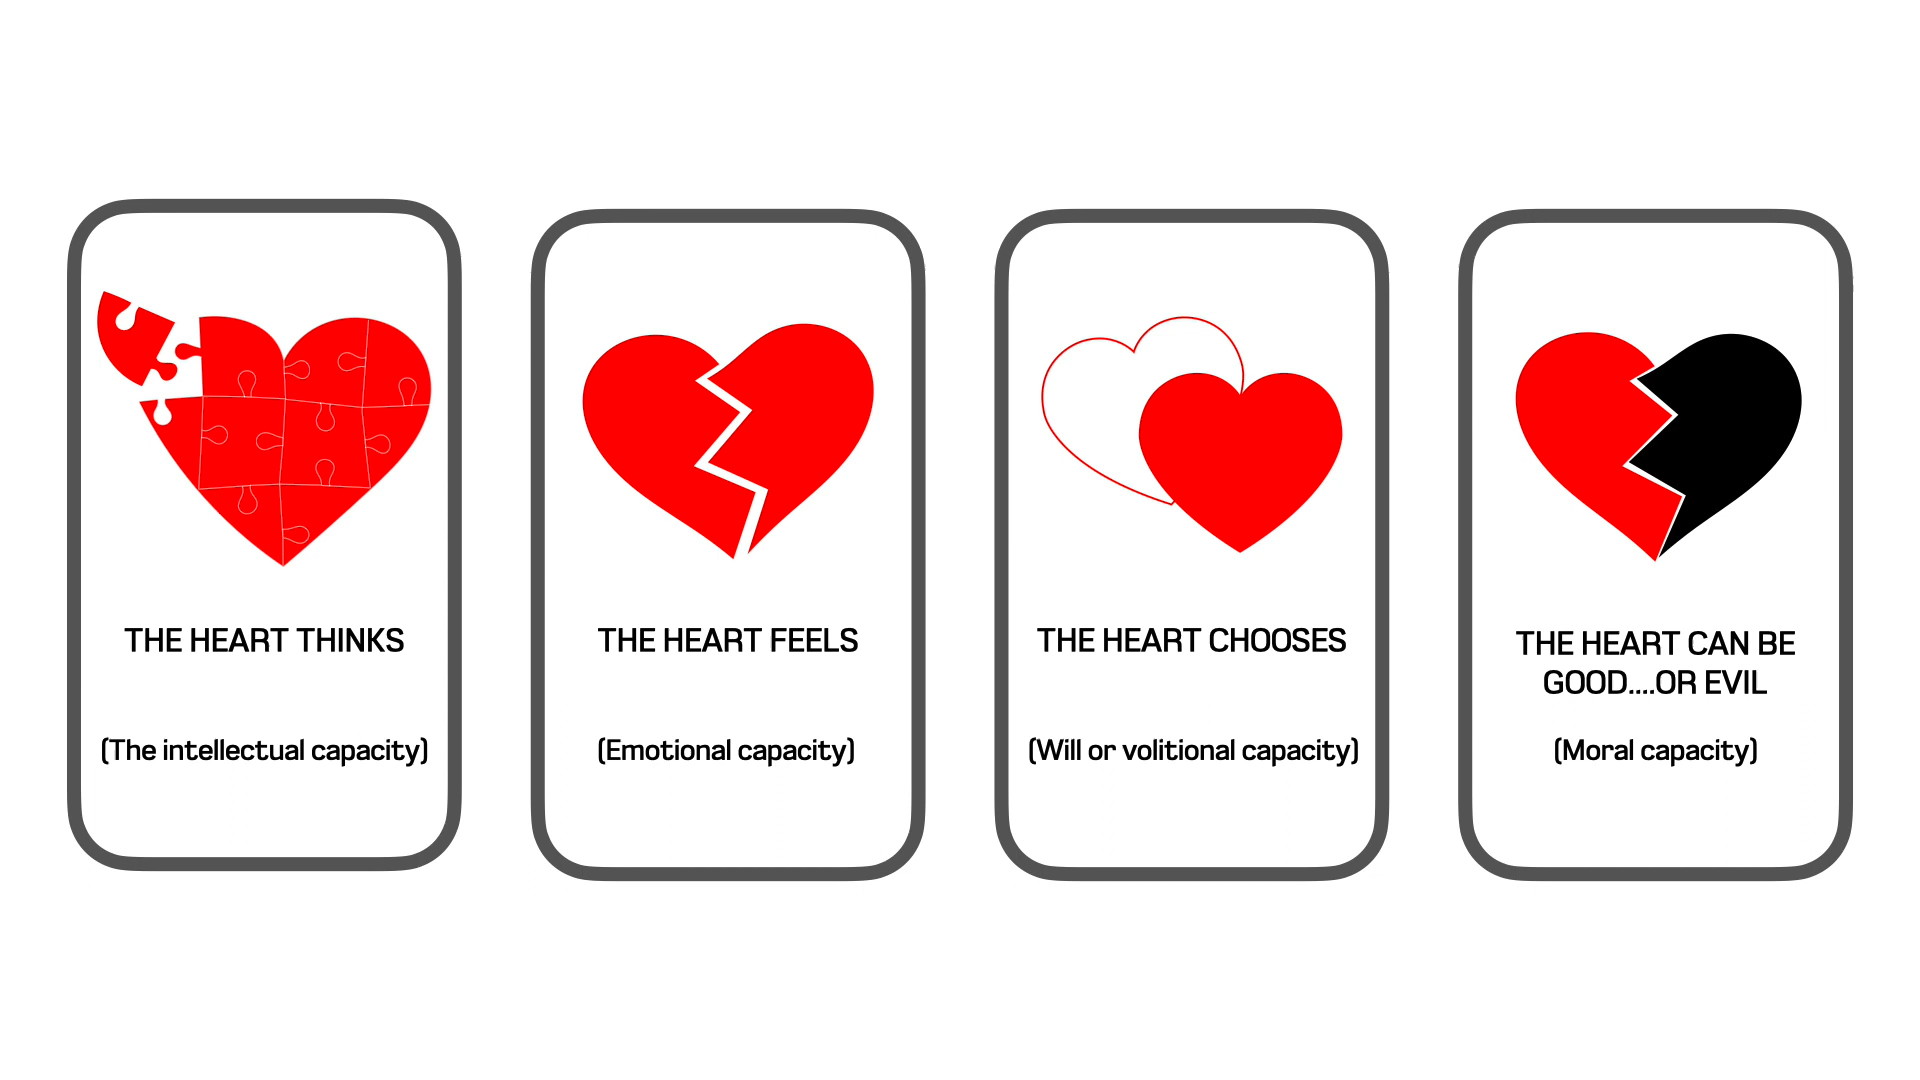 THE HEART THINKS
(The intellectual capacity)
THE HEART FEELS
(Emotional capacity)
THE HEART CHOOSES
(Will or volitional capacity)
THE HEART CAN BE
GOOD....OR EVIL
(Moral capacity)